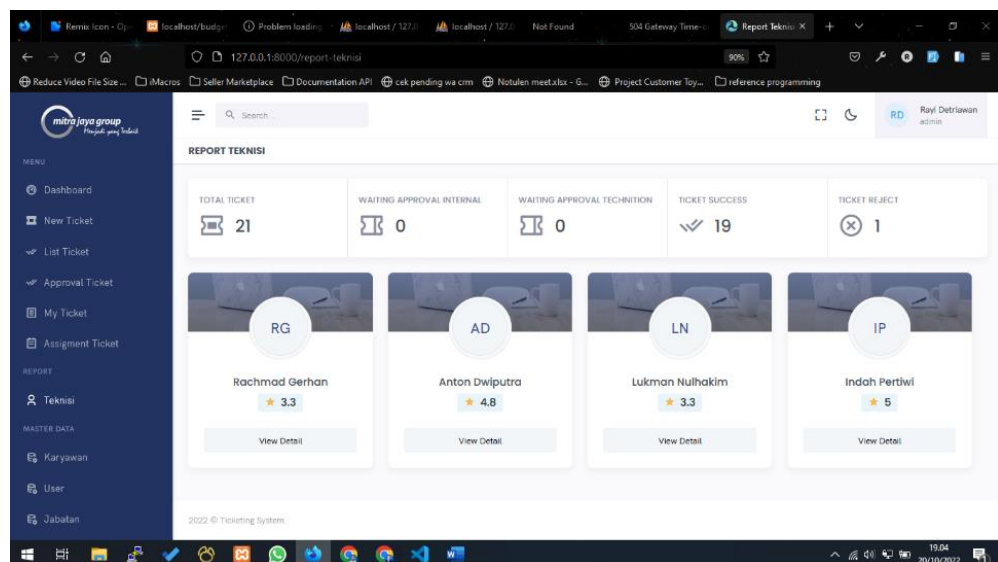 Remix Icon - Op
localhost/budge
Problem loading
localhost / 127.0
localhost / 127.0
Not Found
504 Gateway Time-o
Report Teknisi
127.0.0.1:8000/report-teknisi
90%
Reduce Video File Size ...
iMacros
Seller Marketplace
Documentation API
cek pending wa crm
Notulen meet.xlsx - G...
Project Customer Toy...
reference programming
mitra jaya group
Menjadi yang Terbaik
Search...
RD
Rayi Detriawan
admin
REPORT TEKNISI
MENU
Dashboard
New Ticket
List Ticket
Approval Ticket
My Ticket
Assigment Ticket
REPORT
Teknisi
MASTER DATA
Karyawan
User
Jabatan
TOTAL TICKET
21
WAITING APPROVAL INTERNAL
0
WAITING APPROVAL TECHNITION
0
TICKET SUCCESS
19
TICKET REJECT
1
RG
Rachmad Gerhan
3.3
View Detail
AD
Anton Dwiputra
4.8
View Detail
LN
Lukman Nulhakim
3.3
View Detail
IP
Indah Pertiwi
5
View Detail
2022 © Ticketing System.
19.04
20/10/2022